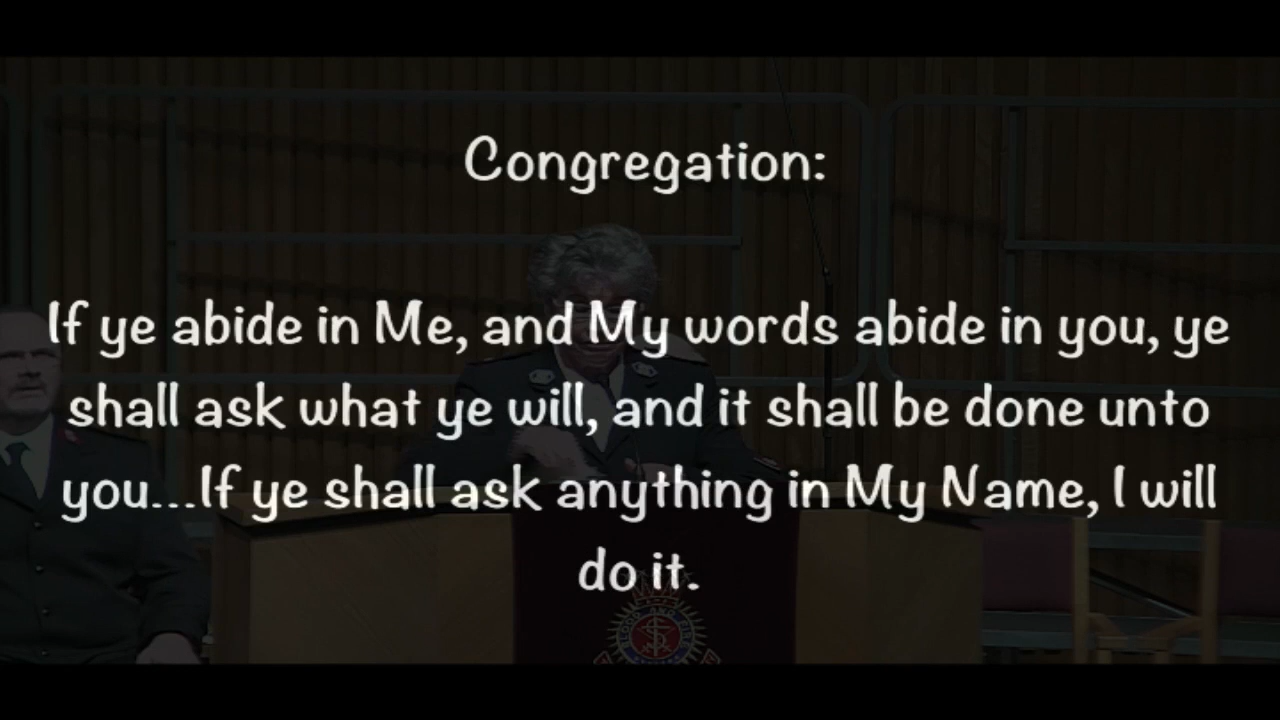 Congregation:
If ye abide in Me, and My words abide in you, ye
shall ask what ye will, and it shall be done unto
you...If ye shall ask anything in My Name, I will
do it.